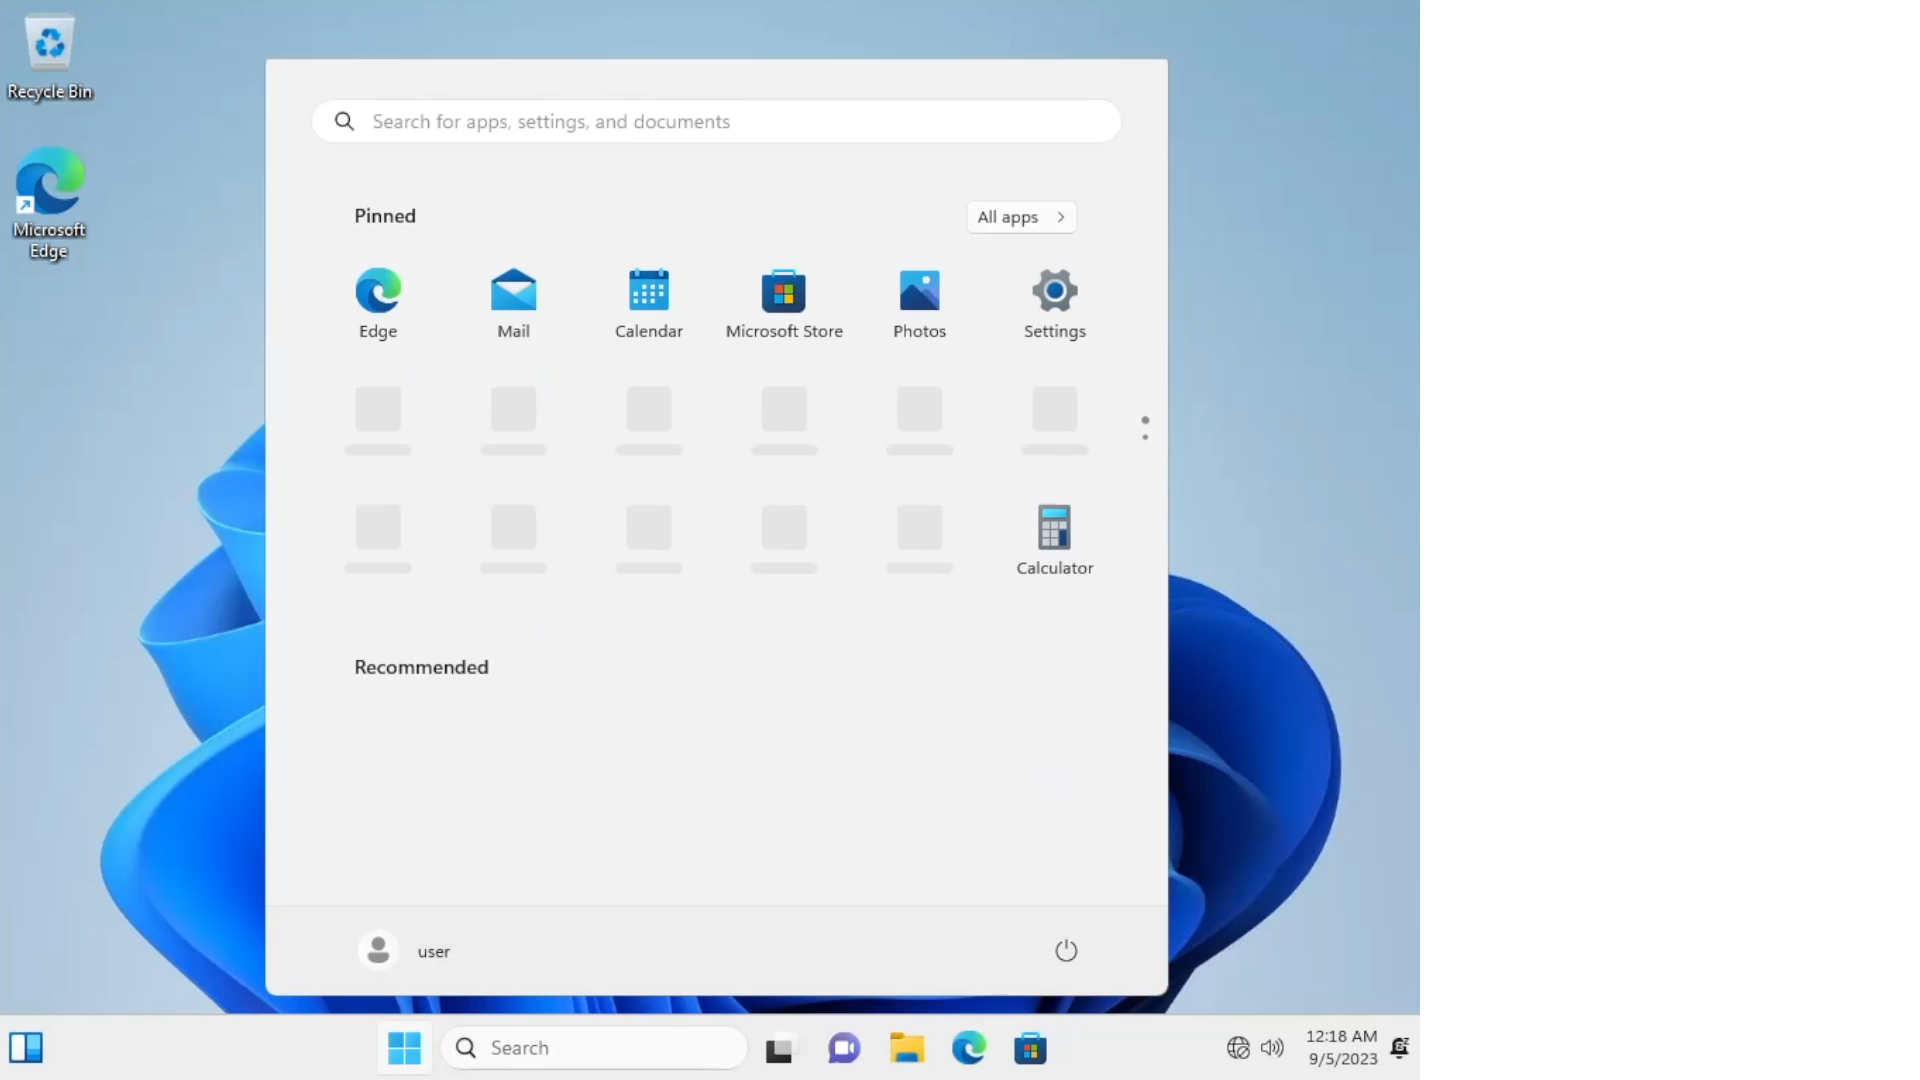 Recycle Bin
Microsoft
Edge
Search for apps, settings, and documents
Pinned
All apps
Edge
Mail
Calendar
Microsoft Store
Photos
Settings
Calculator
Recommended
user
Search
12:18 AM
9/5/2023